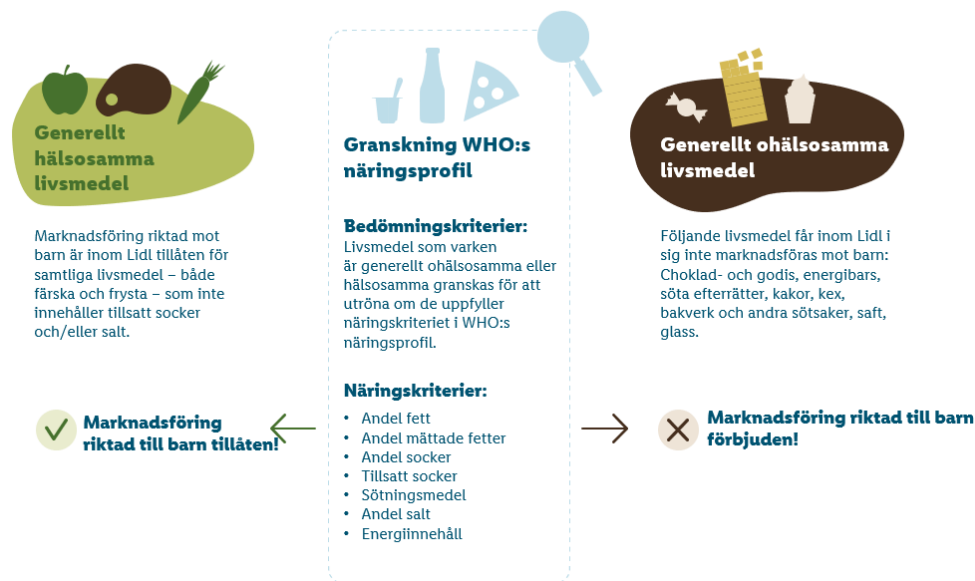 Generellt
hälsosamma
livsmedel
Marknadsföring riktad mot
barn är inom Lidl tillåten för
samtliga livsmedel – både
färska och frysta – som inte
innehåller tillsatt socker
och/eller salt.
Marknadsföring
riktad till barn tillåten!
Granskning WHO:s
näringsprofil
Bedömningskriterier:
Livsmedel som varken
är generellt ohälsosamma eller
hälsosamma granskas för att
utröna om de uppfyller
näringskriteriet i WHO:s
näringsprofil.
Näringskriterier:
• Andel fett
• Andel mättade fetter
• Andel socker
• Tillsatt socker
• Sötningsmedel
• Andel salt
• Energiinnehåll
Generellt ohälsosamma
livsmedel
Följande livsmedel får inom Lidl i
sig inte marknadsföras mot barn:
Choklad- och godis, energibars,
söta efterrätter, kakor, kex,
bakverk och andra sötsaker, saft,
glass.
Marknadsföring riktad till barn
förbjuden!